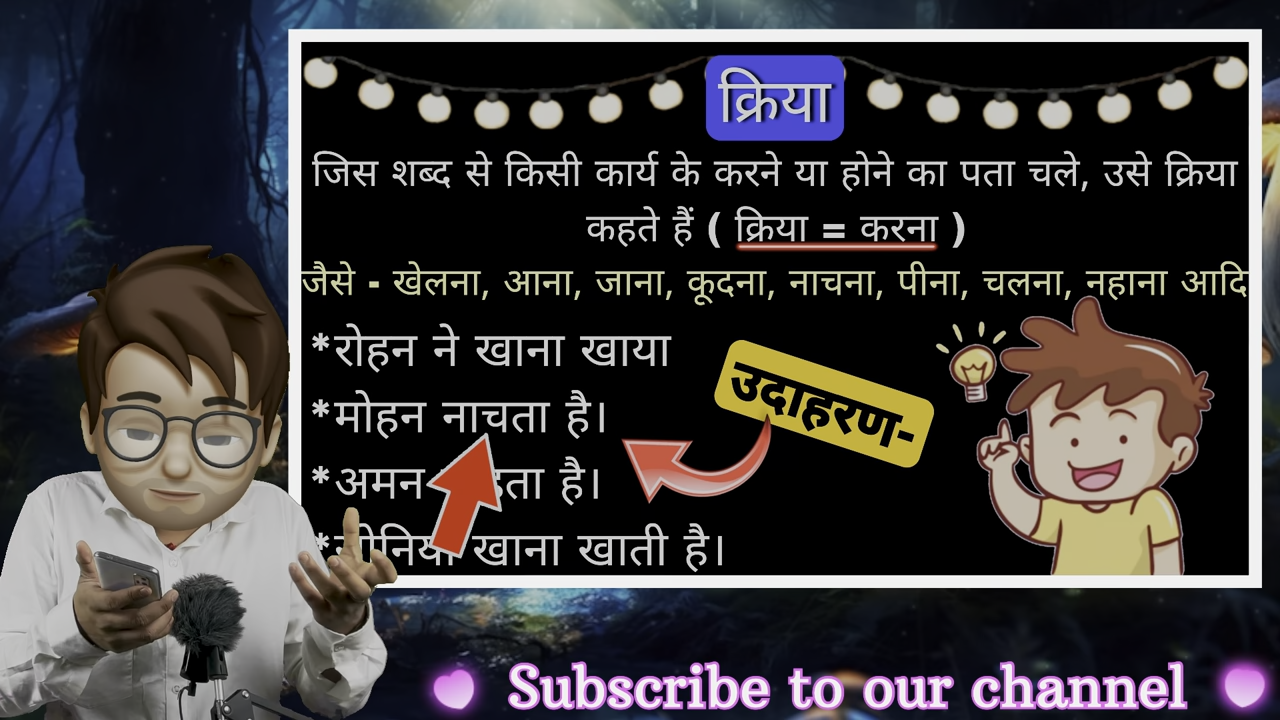 क्रिया
जिस शब्द से किसी कार्य के करने या होने का पता चले, उसे क्रिया
कहते हैं ( क्रिया = करना )
जैसे - खेलना, आना, जाना, कूदना, नाचना, पीना, चलना, नहाना आदि
*रोहन ने खाना खाया
उदाहरण-
*मोहन नाचता है।
*अमन है।
खाना खाती है।
Subscribe to our channel